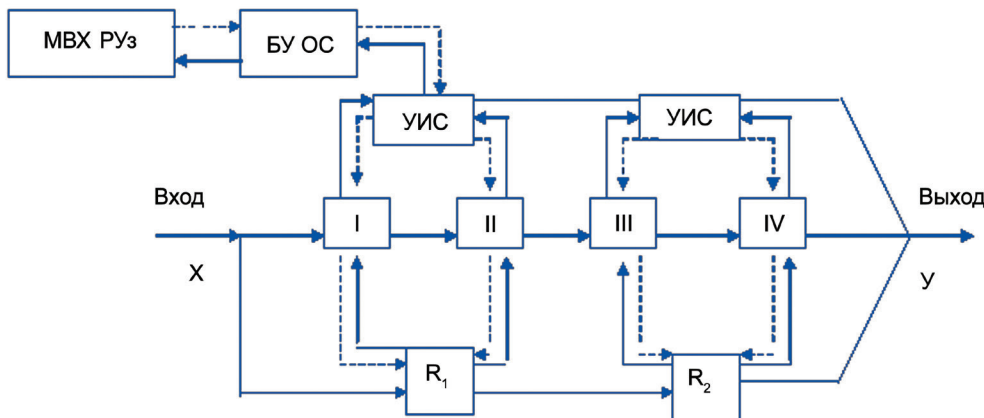 МВХ РУз
БУ ОС
УИС
УИС
Вход
Выход
I
II
III
IV
Х
У
R₁
R₂